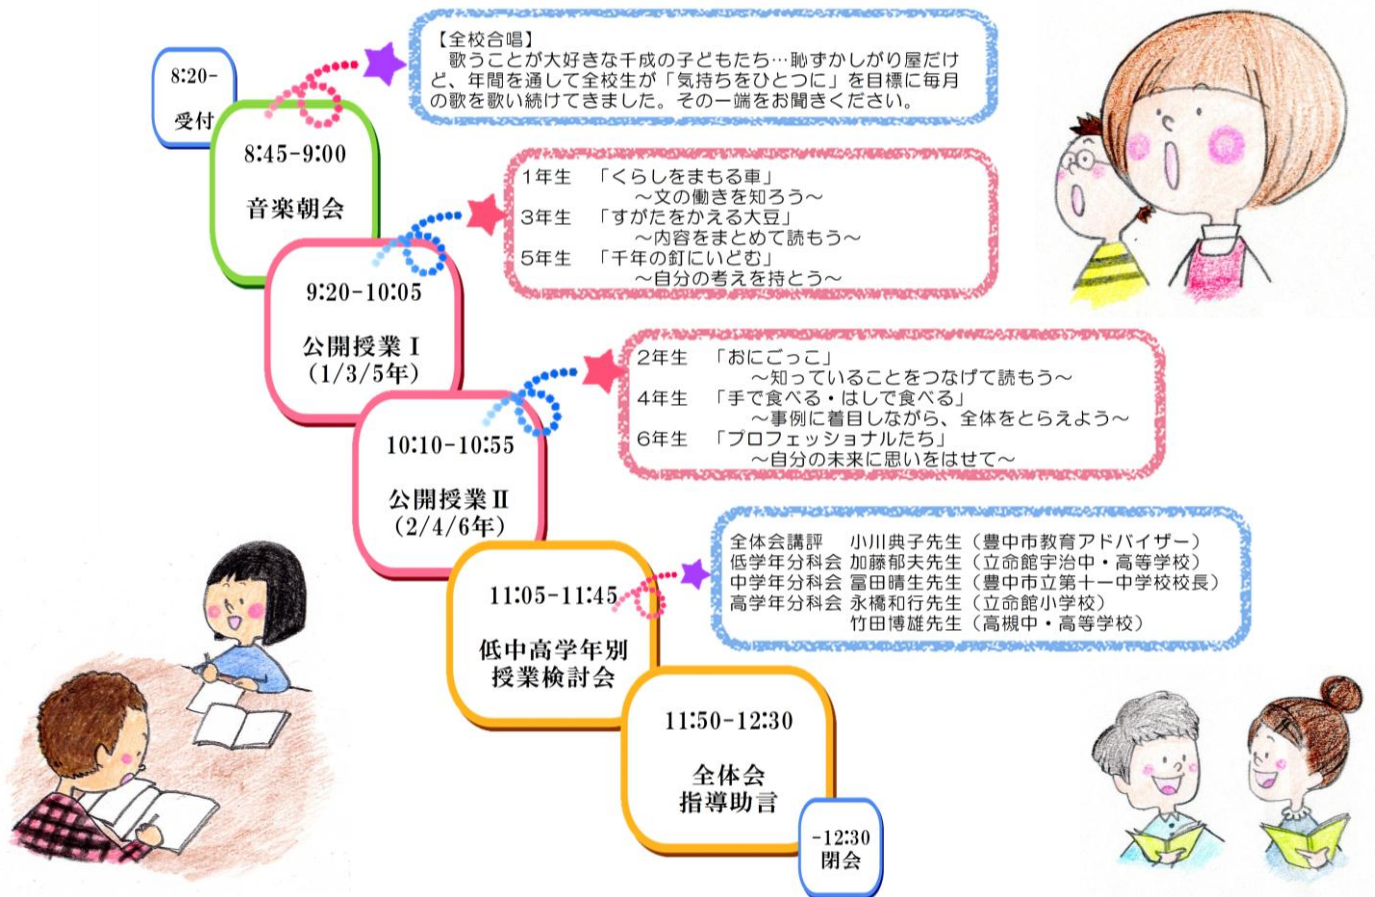 8:20-
受付
【全校合唱】
歌うことが大好きな千成の子どもたち…恥ずかしがり屋だけ
ど、年間を通して全校生が「気持ちをひとつに」を目標に毎月
の歌を歌い続けてきました。その一端をお聞きください。
8:45-9:00
音楽朝会
1年生 「くらしをまもる車」
～文の働きを知ろう～
3年生 「すがたをかえる大豆」
～内容をまとめて読もう～
5年生 「千年の釘にいどむ」
～自分の考えを持とう～
9:20-10:05
公開授業Ⅰ
(1/3/5年)
2年生 「おにごっこ」
～知っていることをつなげて読もう～
4年生 「手で食べる・はしで食べる」
～事例に着目しながら、全体をとらえよう～
6年生 「プロフェッショナルたち」
～自分の未来に思いをはせて～
10:10-10:55
公開授業Ⅱ
(2/4/6年)
全体会講評 小川典子先生（豊中市教育アドバイザー）
低学年分科会 加藤郁夫先生（立命館宇治中・高等学校）
中学年分科会 冨田晴生先生（豊中市立第十一中学校校長）
高学年分科会 永橋和行先生（立命館小学校）
竹田博雄先生（高槻中・高等学校）
11:05-11:45
低中高学年別
授業検討会
11:50-12:30
全体会
指導助言
-12:30
閉会